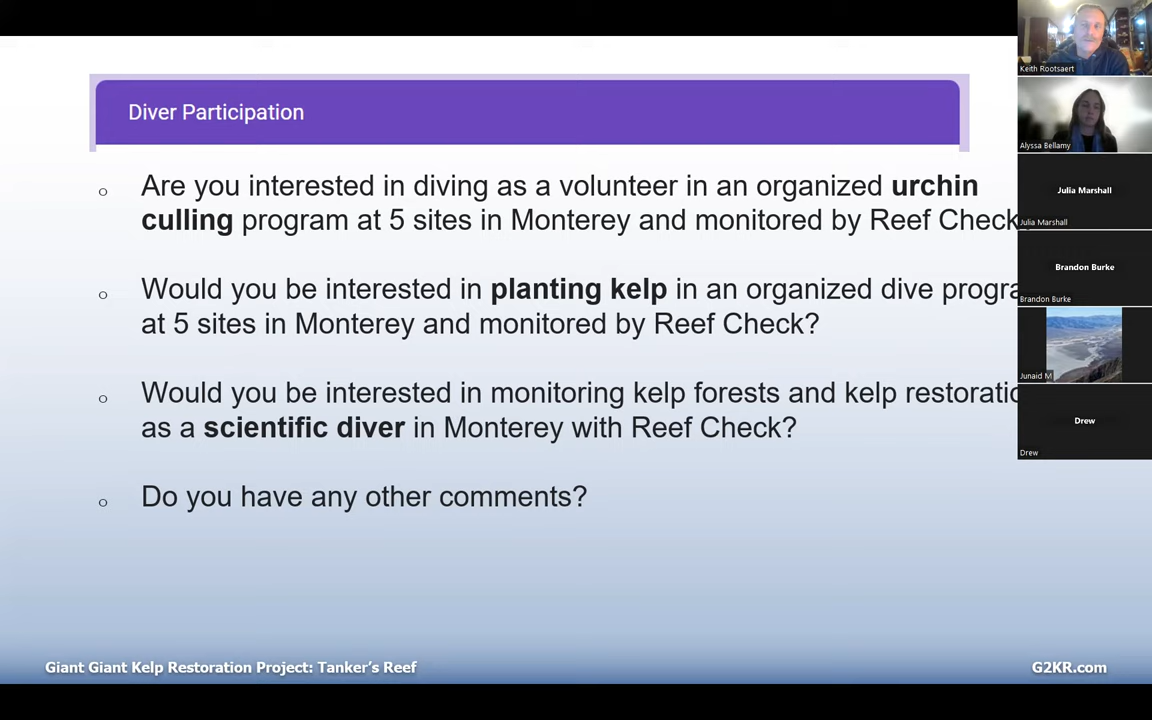 Diver Participation
Are you interested in diving as a volunteer in an organized urchin
culling program at 5 sites in Monterey and monitored by Reef Check
Would you be interested in planting kelp in an organized dive
at 5 sites in Monterey and monitored by Reef Check?
Would you be interested in monitoring kelp forests and kelp
as a scientific diver in Monterey with Reef Check?
Do you have any other comments?
Giant Giant Kelp Restoration Project: Tanker's Reef
G2KR.com
Keith Rootsaert
Alyssa Bellamy
Julia Marshall
Julia Marshall
Brandon Burke
Brandon Burke
Junaid M
Drew
Drew